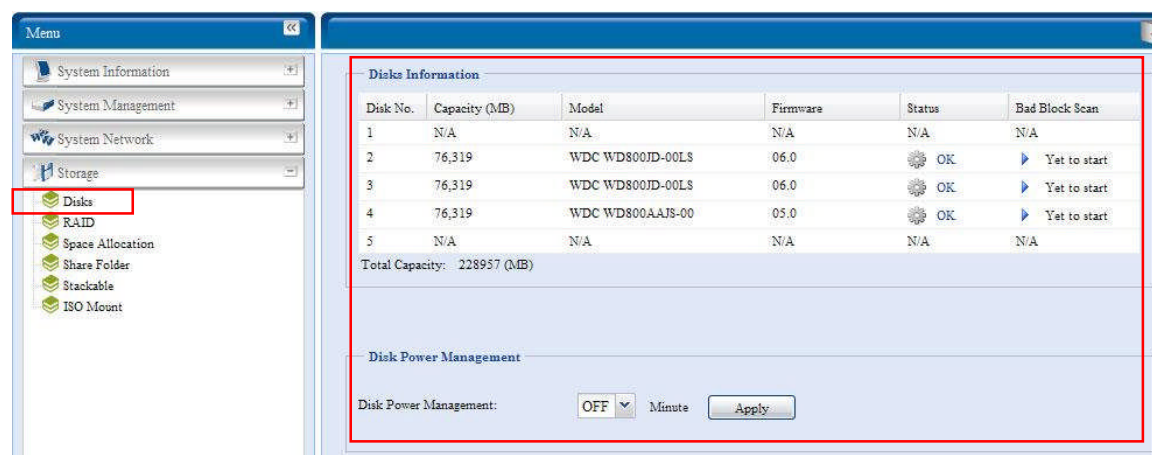 Menu
System Information
System Management
System Network
Storage
Disks
RAID
Space Allocation
Share Folder
Stackable
ISO Mount
Disks Information
Disk No. Capacity (MB) Model Firmware Status Bad Block Scan
1 N/A N/A N/A N/A N/A
2 76,319 WDC WD800JD-00LS 06.0 OK Yet to start
3 76,319 WDC WD800JD-00LS 06.0 OK Yet to start
4 76,319 WDC WD800AAJS-00 05.0 OK Yet to start
5 N/A N/A N/A N/A N/A
Total Capacity: 228957 (MB)
Disk Power Management
Disk Power Management: OFF Minute Apply